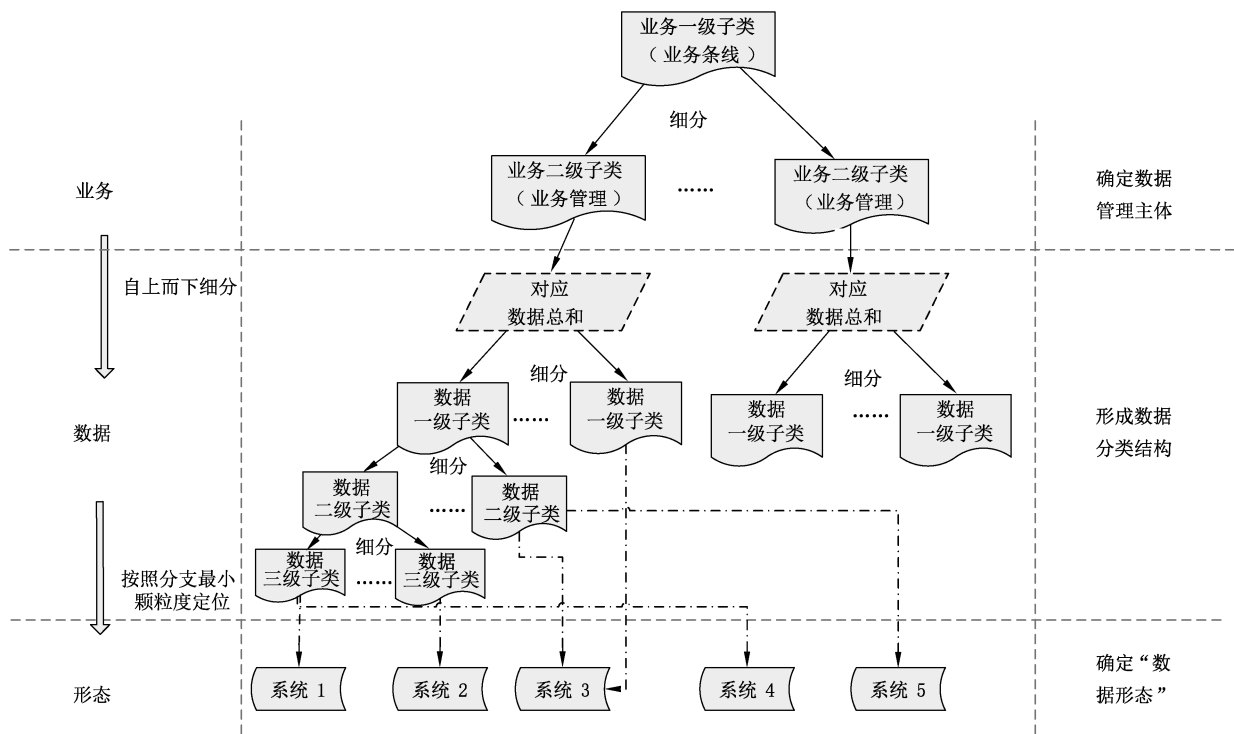 业务一级子类
（业务条线）
细分
业务二级子类
（业务管理）
……
业务二级子类
（业务管理）
业务
确定数据
管理主体
自上而下细分
对应
数据总和
对应
数据总和
细分
细分
数据
一级子类
……
数据
一级子类
数据
一级子类
……
数据
一级子类
数据
形成数据
分类结构
细分
数据
二级子类
……
数据
二级子类
细分
数据
三级子类
……
数据
三级子类
按照分支最小
颗粒度定位
形态
系统 1
系统 2
系统 3
系统 4
系统 5
确定“数
据形态”